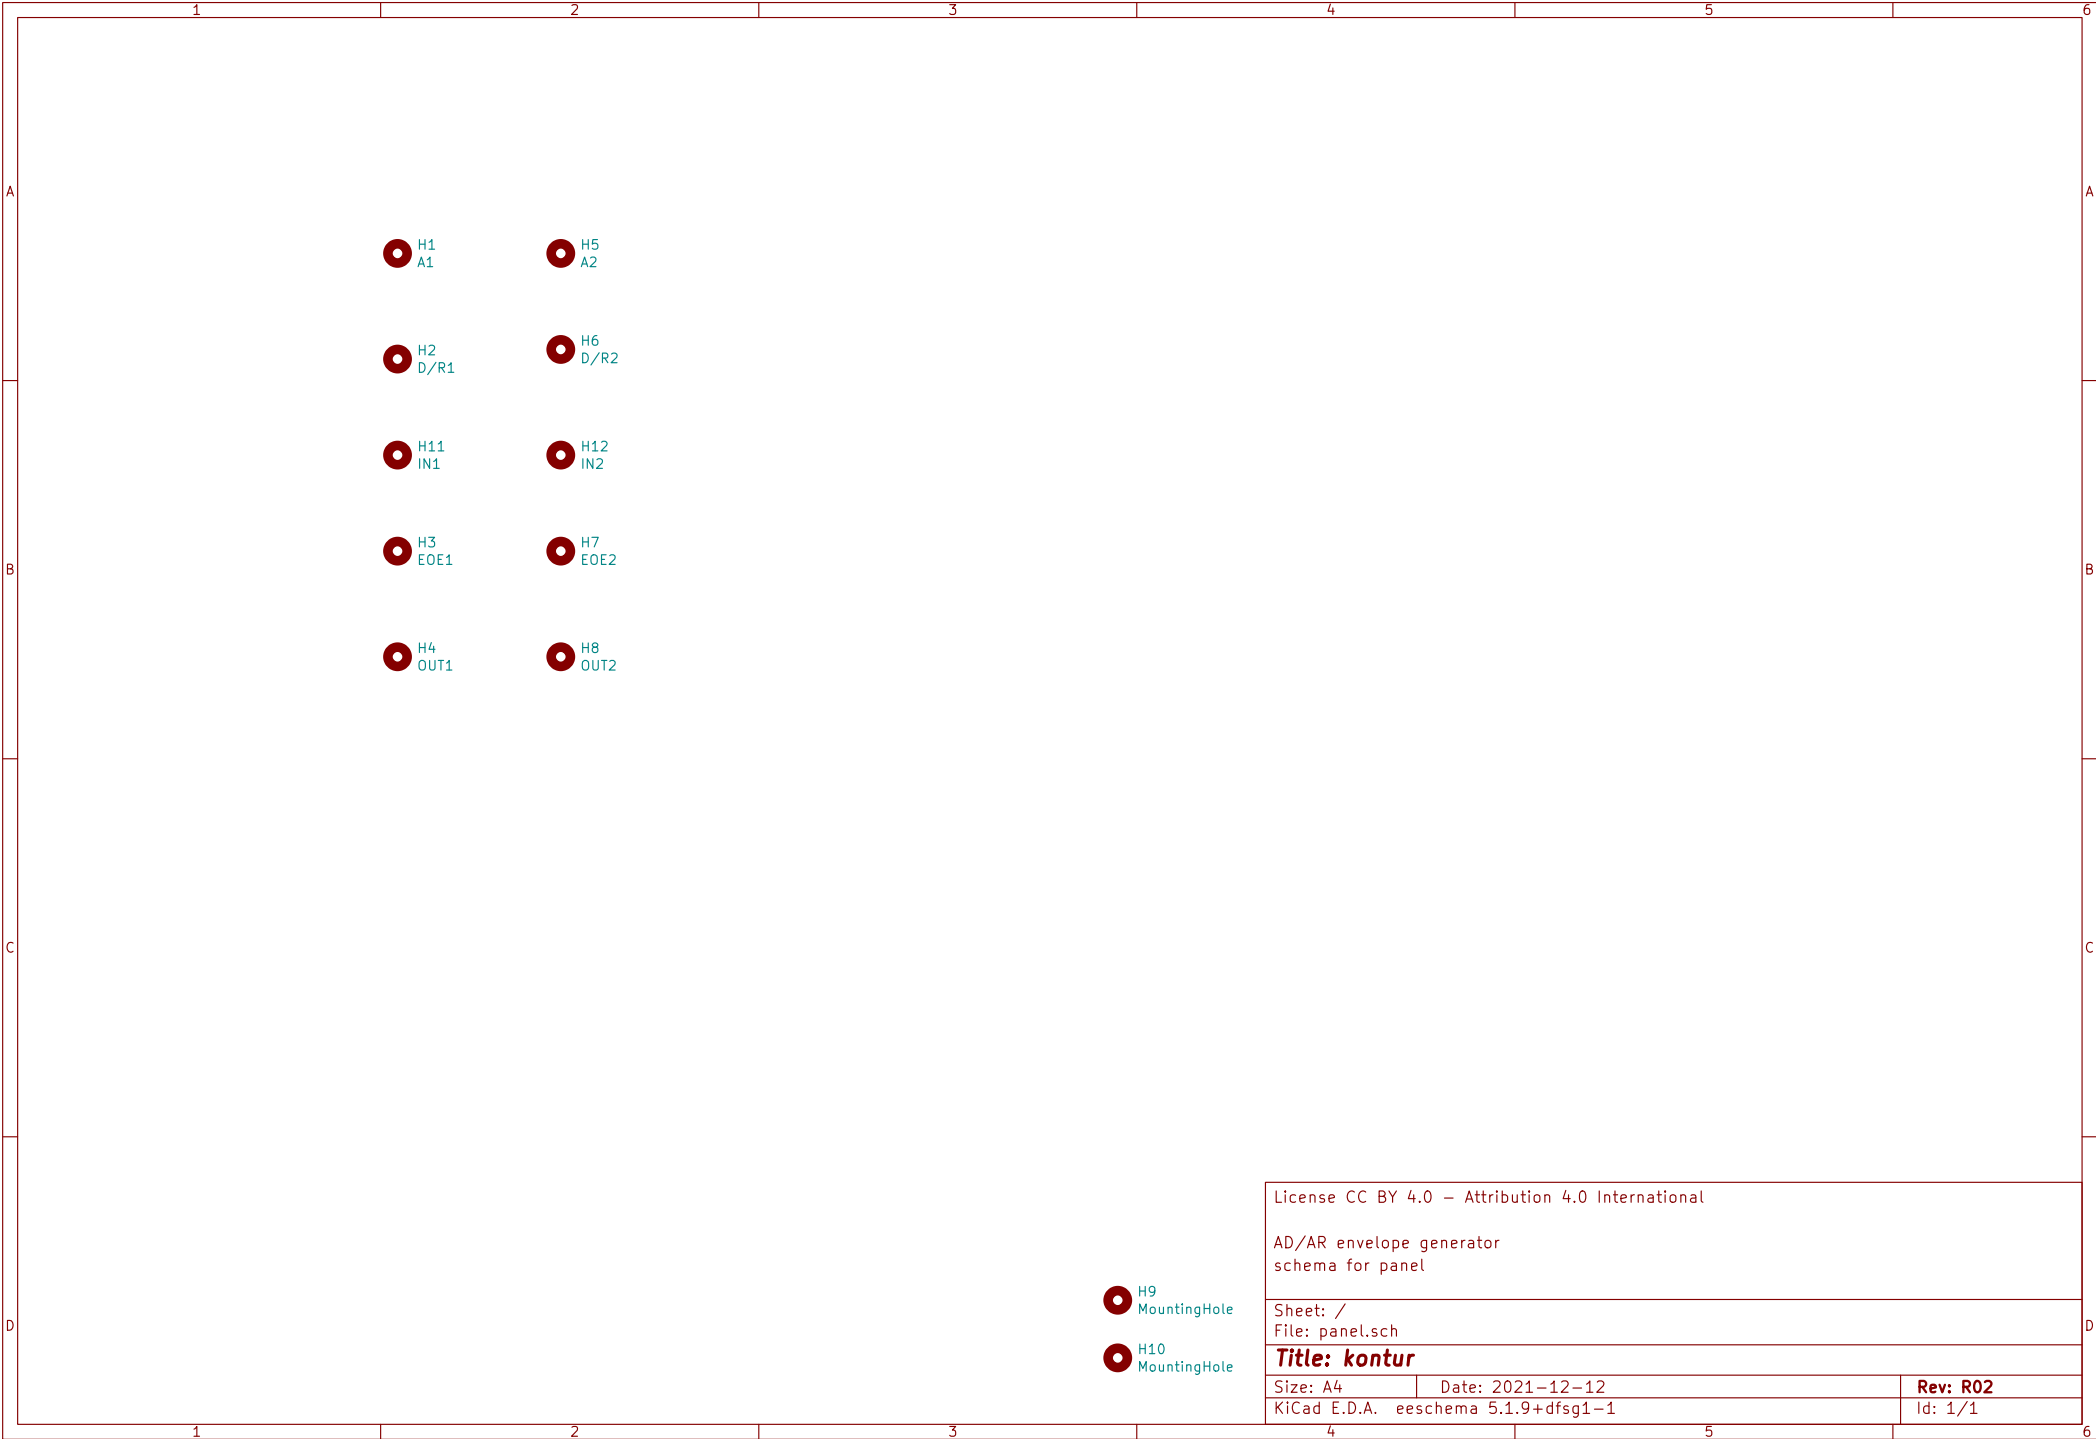 1 2 3 4 5 6
A A
H1
A1
H5
A2
H2
D/R1
H6
D/R2
H11
IN1
H12
IN2
H3
EOE1
H7
EOE2
B B
H4
OUT1
H8
OUT2
C C
License CC BY 4.0 – Attribution 4.0 International
AD/AR envelope generator
schema for panel
H9
MountingHole
Sheet: /
File: panel.sch
D D
H10
MountingHole
Title: kontur
Size: A4 Date: 2021-12-12 Rev: R02
KiCad E.D.A. eeschema 5.1.9+dfsg1-1 Id: 1/1
1 2 3 4 5 6